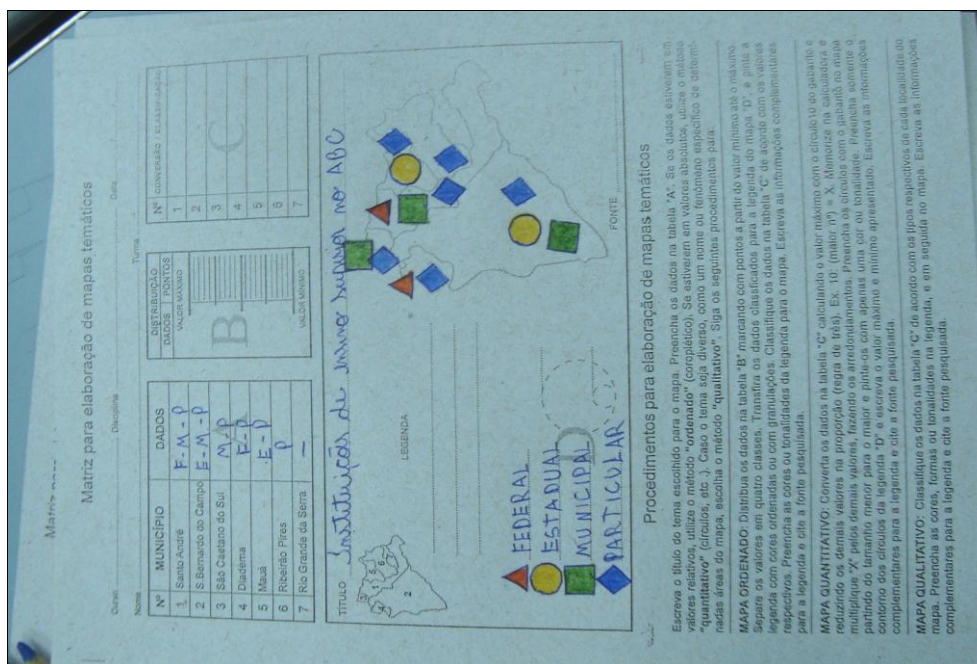 Matriz para elaboração de mapas temáticos
Curso Disciplina Data
Nome Turma
Nº MUNICÍPIO DADOS
1 Santo André F-M-P
2 S.Bernardo do Campo E-M-P
3 São Caetano do Sul M-P
4 Diadema E-P
5 Mauá E-P
6 Ribeirão Pires P
7 Rio Grande da Serra —
DISTRIBUIÇÃO
DADOS PONTOS
VALOR MÁXIMO
B
VALOR MÍNIMO
Nº CONVERSÃO CLASSIFICAÇÃO
1
2
3
4
5
6
7
C
TÍTULO Instituições de ensino superior no ABC
LEGENDA
FEDERAL
ESTADUAL
MUNICIPAL
PARTICULAR
D
FONTE
Procedimentos para elaboração de mapas temáticos
Escreva o título do tema escolhido para o mapa. Preencha os dados na tabela "A". Se os dados estiverem em
valores relativos, utilize o método "ordenado" (coroplético). Se estiverem em valores absolutos, utilize o método
"quantitativo" (círculos, etc .). Caso o tema seja diverso, como um nome ou fenômeno específico de determi-
nadas áreas do mapa, escolha o método "qualitativo". Siga os seguintes procedimentos para:
MAPA ORDENADO: Distribua os dados na tabela "B" marcando com pontos a partir do valor mínimo até o máximo.
Separe os valores em quatro classes. Transfira os dados classficados para a legenda do mapa "D", e pinte a
legenda com cores ordenadas ou com granulações. Classifique os dados na tabela "C" de acordo com os valores
respectivos. Preencha as cores ou tonalidades da legenda para o mapa. Escreva as informações complementares
para a legenda e cite a fonte pesquisada.
MAPA QUANTITATIVO: Converta os dados na tabela "C" calculando o valor máximo com o círculo 10 do gabarito e
reduzindo os demais valores na proporção (regra de três). Ex. 10: (maior nº) = X. Memorize na calculadora e
multiplique "X" pelos demais valores, fazendo os arredondamentos. Preencha os círculos com o gabarito no mapa
partindo do tamanho menor para o maior e pinte-os com apenas uma cor ou tonalidade. Preencha somente o
contorno dos círculos da legenda "D" e escreva o valor máximo e mínimo apresentado. Escreva as informações
complementares para a legenda e cite a fonte pesquisada.
MAPA QUALITATIVO: Classifique os dados na tabela "C" de acordo com os tipos respectivos de cada localidade do
mapa. Preencha as cores, formas ou tonalidades na legenda, e em seguida no mapa. Escreva as informações
complementares para a legenda e cite a fonte pesquisada.